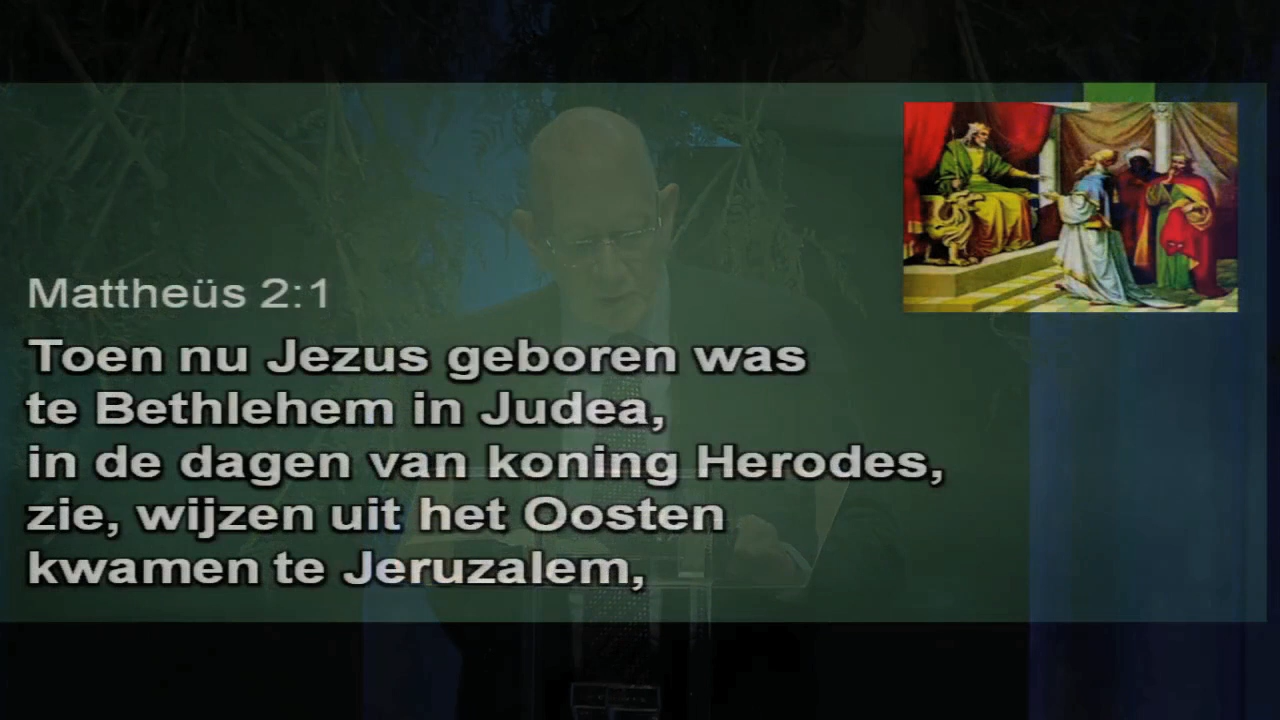 Mattheüs 2:1
Toen nu Jezus geboren was
te Bethlehem in Judea,
in de dagen van koning Herodes,
zie, wijzen uit het Oosten
kwamen te Jeruzalem,